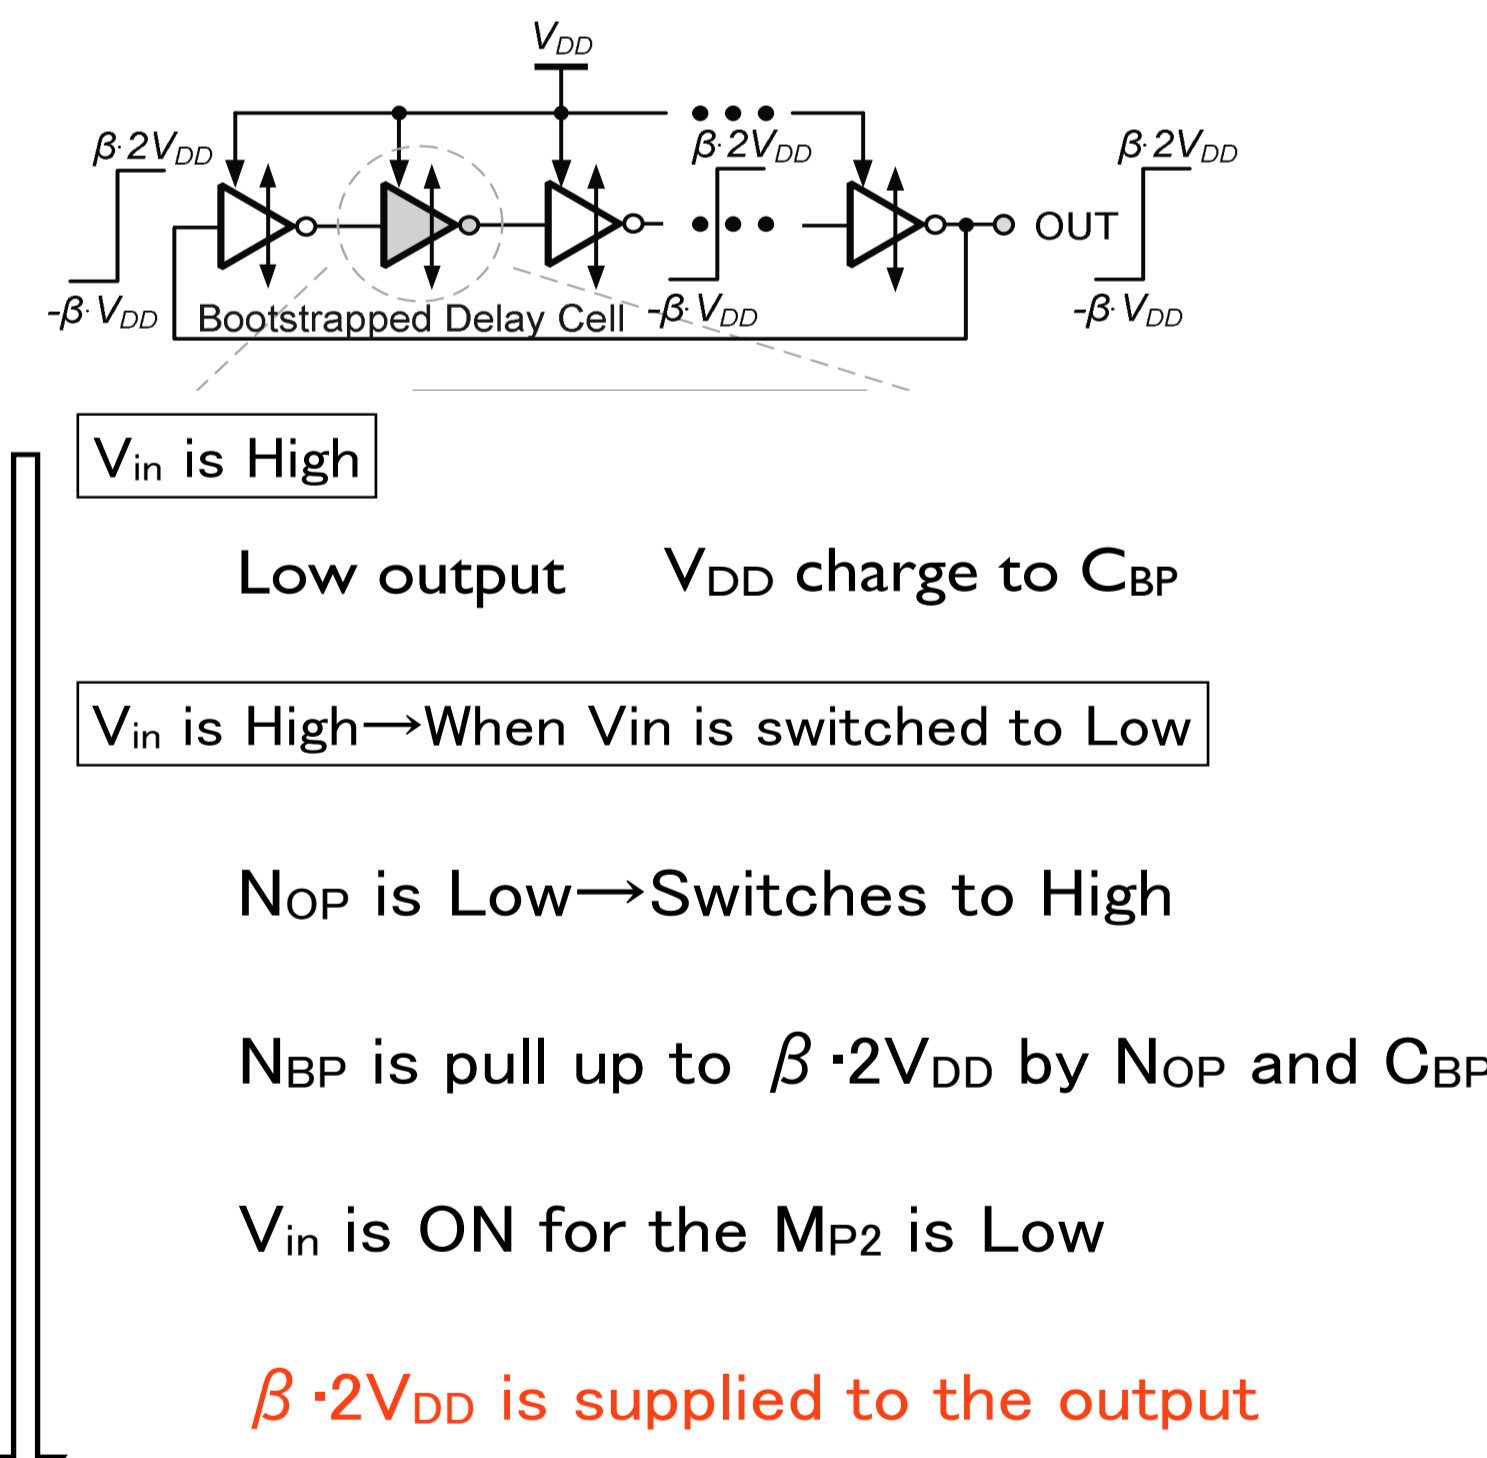 VDD
β·2VDD β·2VDD β·2VDD
OUT
-β·VDD Bootstrapped Delay Cell -β·VDD -β·VDD
Vin is High
Low output VDD charge to CBP
Vin is High→When Vin is switched to Low
NOP is Low→Switches to High
NBP is pull up to β·2VDD by NOP and CBP
Vin is ON for the MP2 is Low
β·2VDD is supplied to the output